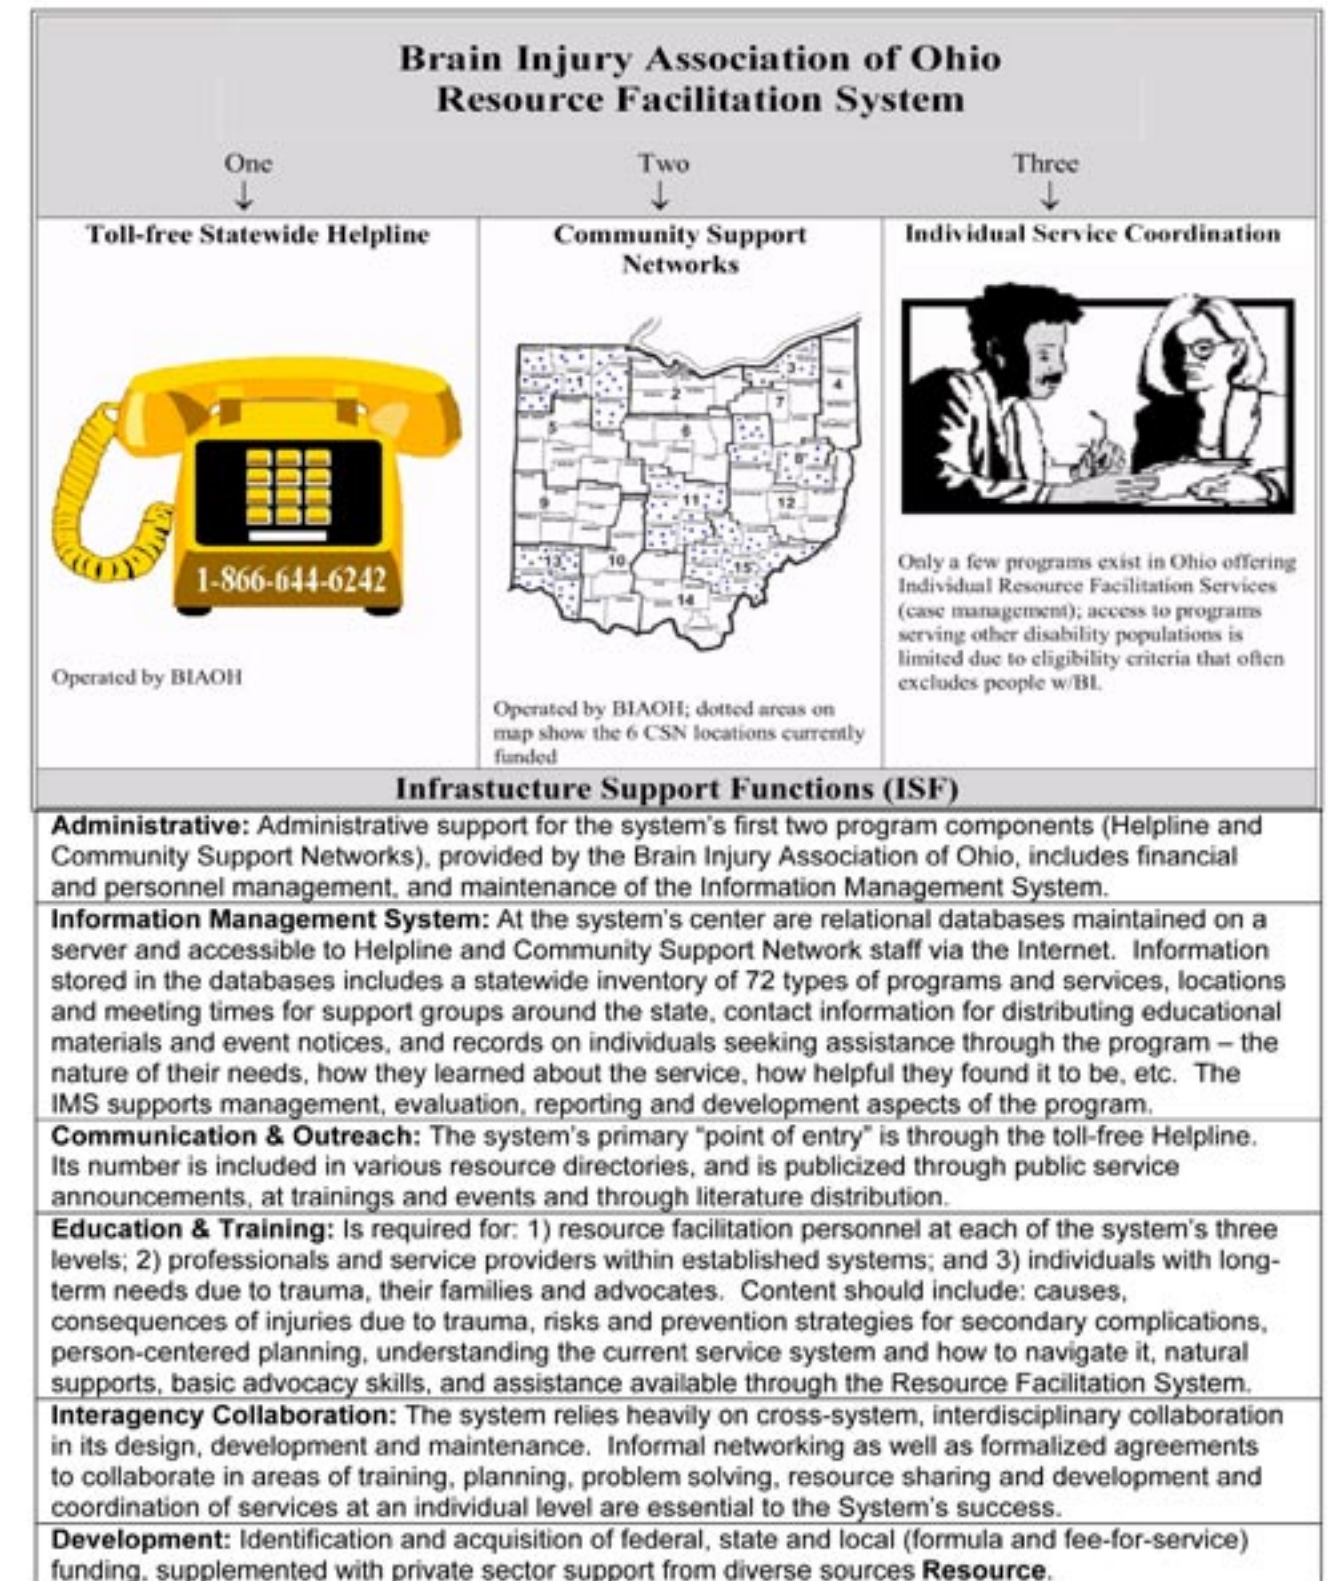 Brain Injury Association of Ohio
Resource Facilitation System
One
Two
Three
Toll-free Statewide Helpline
1-866-644-6242
Operated by BIAOH
Community Support
Networks
1
2
3
4
5
6
7
8
9
10
11
12
13
14
15
Operated by BIAOH; dotted areas on
map show the 6 CSN locations currently
funded
Individual Service Coordination
Only a few programs exist in Ohio offering
Individual Resource Facilitation Services
(case management); access to programs
serving other disability populations is
limited due to eligibility criteria that often
excludes people w/BI.
Infrastucture Support Functions (ISF)
Administrative: Administrative support for the system's first two program components (Helpline and
Community Support Networks), provided by the Brain Injury Association of Ohio, includes financial
and personnel management, and maintenance of the Information Management System.
Information Management System: At the system's center are relational databases maintained on a
server and accessible to Helpline and Community Support Network staff via the Internet. Information
stored in the databases includes a statewide inventory of 72 types of programs and services, locations
and meeting times for support groups around the state, contact information for distributing educational
materials and event notices, and records on individuals seeking assistance through the program – the
nature of their needs, how they learned about the service, how helpful they found it to be, etc. The
IMS supports management, evaluation, reporting and development aspects of the program.
Communication & Outreach: The system's primary "point of entry" is through the toll-free Helpline.
Its number is included in various resource directories, and is publicized through public service
announcements, at trainings and events and through literature distribution.
Education & Training: Is required for: 1) resource facilitation personnel at each of the system's three
levels; 2) professionals and service providers within established systems; and 3) individuals with long-
term needs due to trauma, their families and advocates. Content should include: causes,
consequences of injuries due to trauma, risks and prevention strategies for secondary complications,
person-centered planning, understanding the current service system and how to navigate it, natural
supports, basic advocacy skills, and assistance available through the Resource Facilitation System.
Interagency Collaboration: The system relies heavily on cross-system, interdisciplinary collaboration
in its design, development and maintenance. Informal networking as well as formalized agreements
to collaborate in areas of training, planning, problem solving, resource sharing and development and
coordination of services at an individual level are essential to the System's success.
Development: Identification and acquisition of federal, state and local (formula and fee-for-service)
funding, supplemented with private sector support from diverse sources Resource.